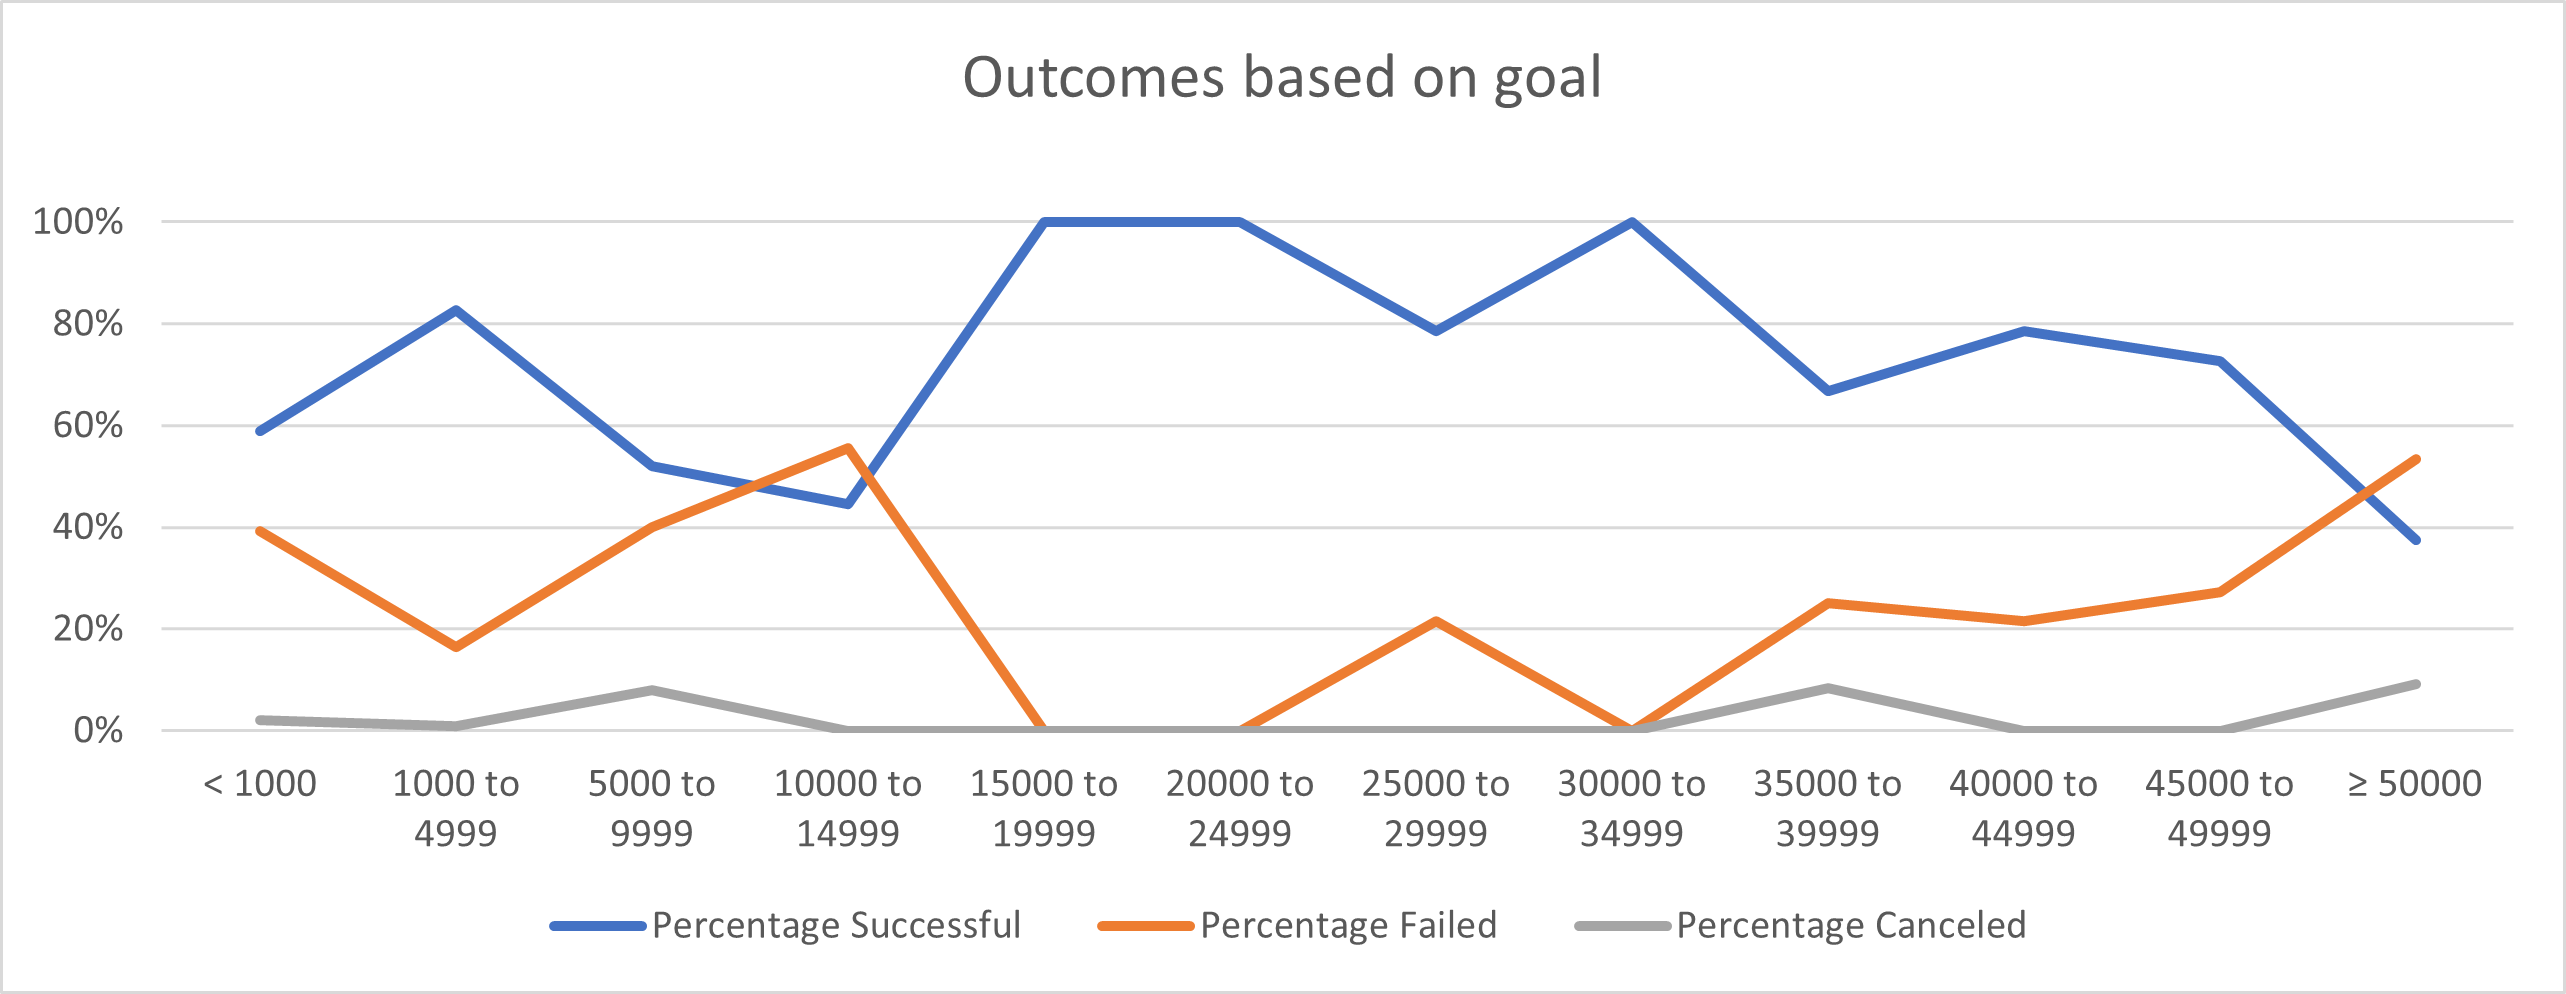 Outcomes based on goal
100%
80%
60%
40%
20%
0%
< 1000
1000 to
4999
5000 to
9999
10000 to
14999
15000 to
19999
20000 to
24999
25000 to
29999
30000 to
34999
35000 to
39999
40000 to
44999
45000 to
49999
≥ 50000
Percentage Successful
Percentage Failed
Percentage Canceled